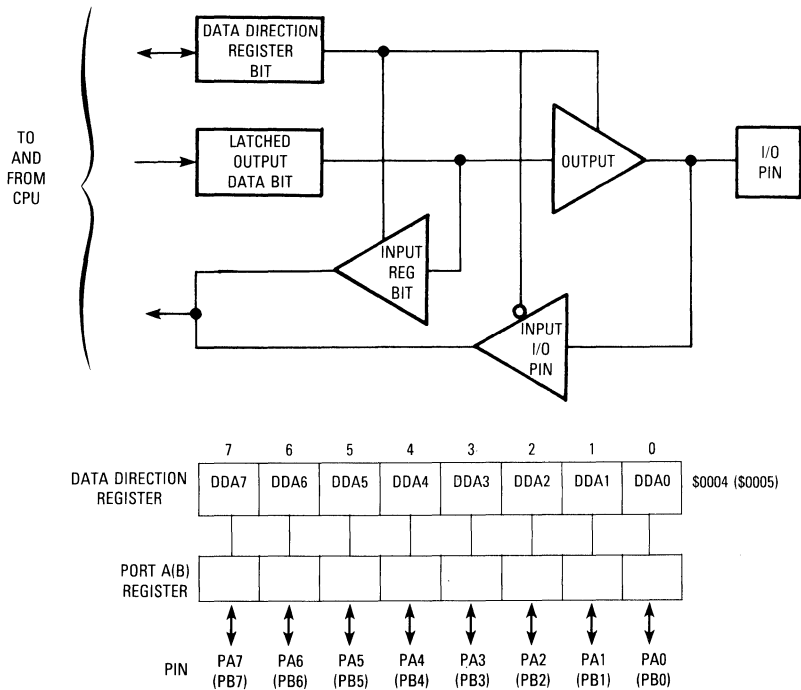 DATA DIRECTION
REGISTER
BIT
TO
AND
FROM
CPU
LATCHED
OUTPUT
DATA BIT
OUTPUT
I/O
PIN
INPUT
REG
BIT
INPUT
I/O
PIN
7 6 5 4 3 2 1 0
DATA DIRECTION
REGISTER
DDA7 DDA6 DDA5 DDA4 DDA3 DDA2 DDA1 DDA0 $0004 ($0005)
PORT A(B)
REGISTER
PIN PA7 PA6 PA5 PA4 PA3 PA2 PA1 PA0
(PB7) (PB6) (PB5) (PB4) (PB3) (PB2) (PB1) (PB0)